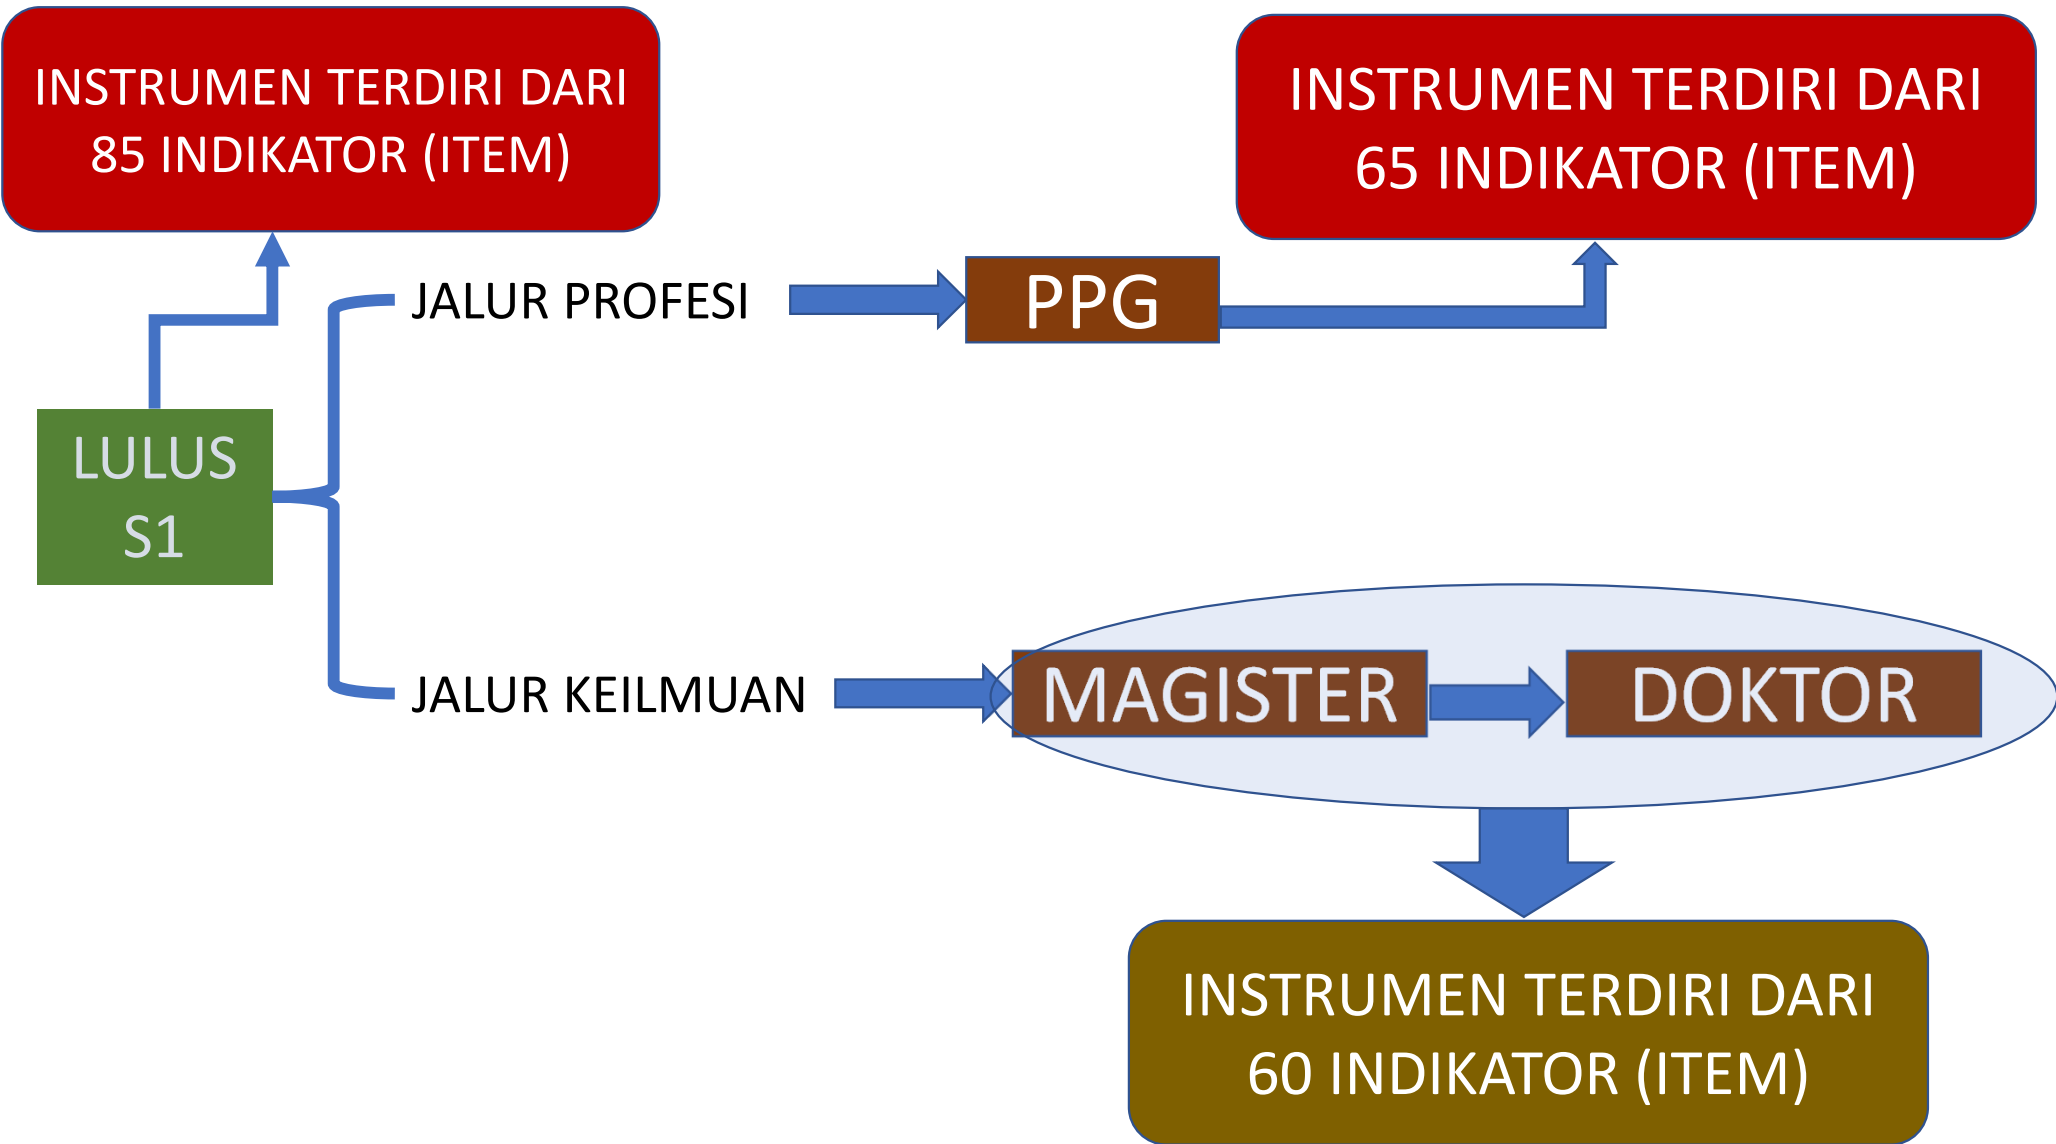 INSTRUMEN TERDIRI DARI
85 INDIKATOR (ITEM)
INSTRUMEN TERDIRI DARI
65 INDIKATOR (ITEM)
JALUR PROFESI
PPG
LULUS
S1
JALUR KEILMUAN
MAGISTER
DOKTOR
INSTRUMEN TERDIRI DARI
60 INDIKATOR (ITEM)